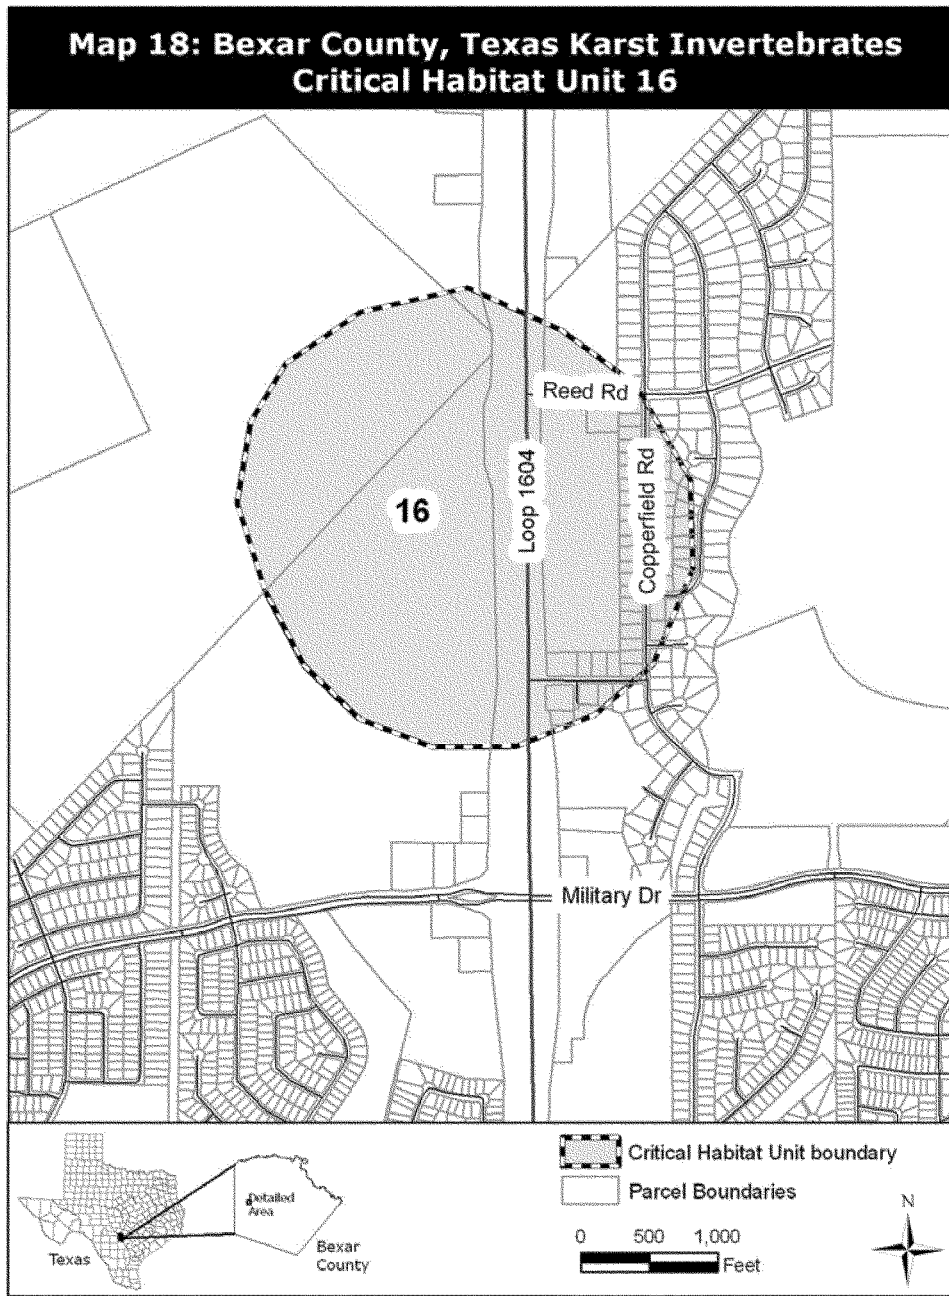 Map 18: Bexar County, Texas Karst Invertebrates
Critical Habitat Unit 16
Reed Rd
16
Loop 1604
Copperfield Rd
Military Dr
Critical Habitat Unit boundary
Parcel Boundaries
Detailed
Area
Texas
Bexar
County
0 500 1,000
Feet
N